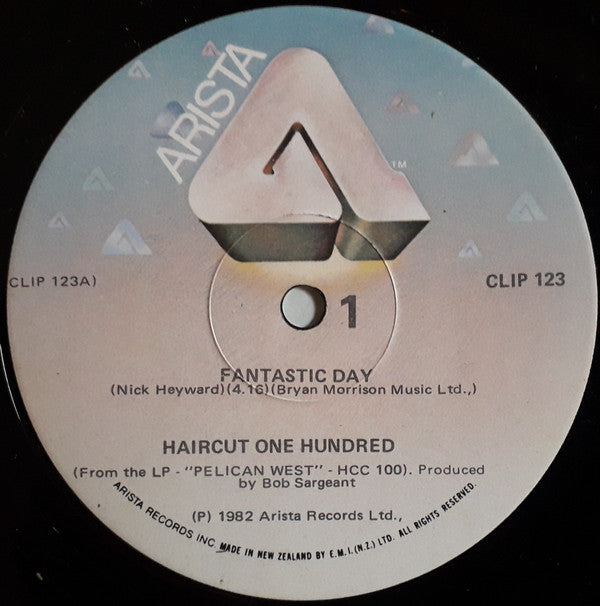 ARISTA
TM
CLIP 123A)
CLIP 123
1
FANTASTIC DAY
(Nick Heyward)(4.16)(Bryan Morrison Music Ltd.,)
HAIRCUT ONE HUNDRED
(From the LP - "PELICAN WEST" - HCC 100). Produced
by Bob Sargeant
(P) 1982 Arista Records Ltd.,
ARISTA RECORDS INC. MADE IN NEW ZEALAND BY E.M.I.(N.Z.) LTD. ALL RIGHTS RESERVED.